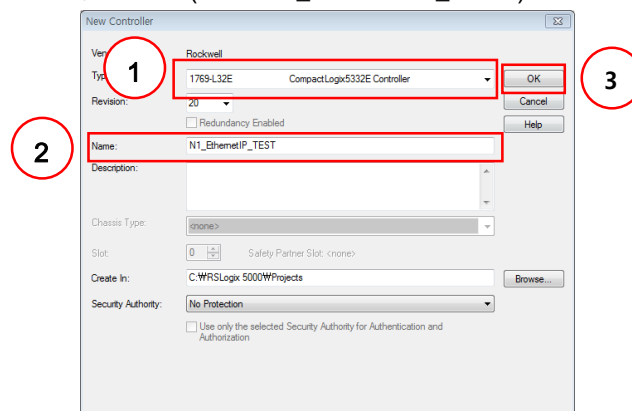 New Controller
Rockwell
1
1769-L32E CompactLogix5332E Controller
OK
3
Revision:
20
Cancel
Redundancy Enabled
Help
2
Name:
N1_EthernetIP_TEST
Description:
Chassis Type:
<none>
Slot:
0
Safety Partner Slot: <none>
Create In:
C:₩RSLogix 5000₩Projects
Browse...
Security Authority:
No Protection
Use only the selected Security Authority for Authentication and
Authorization